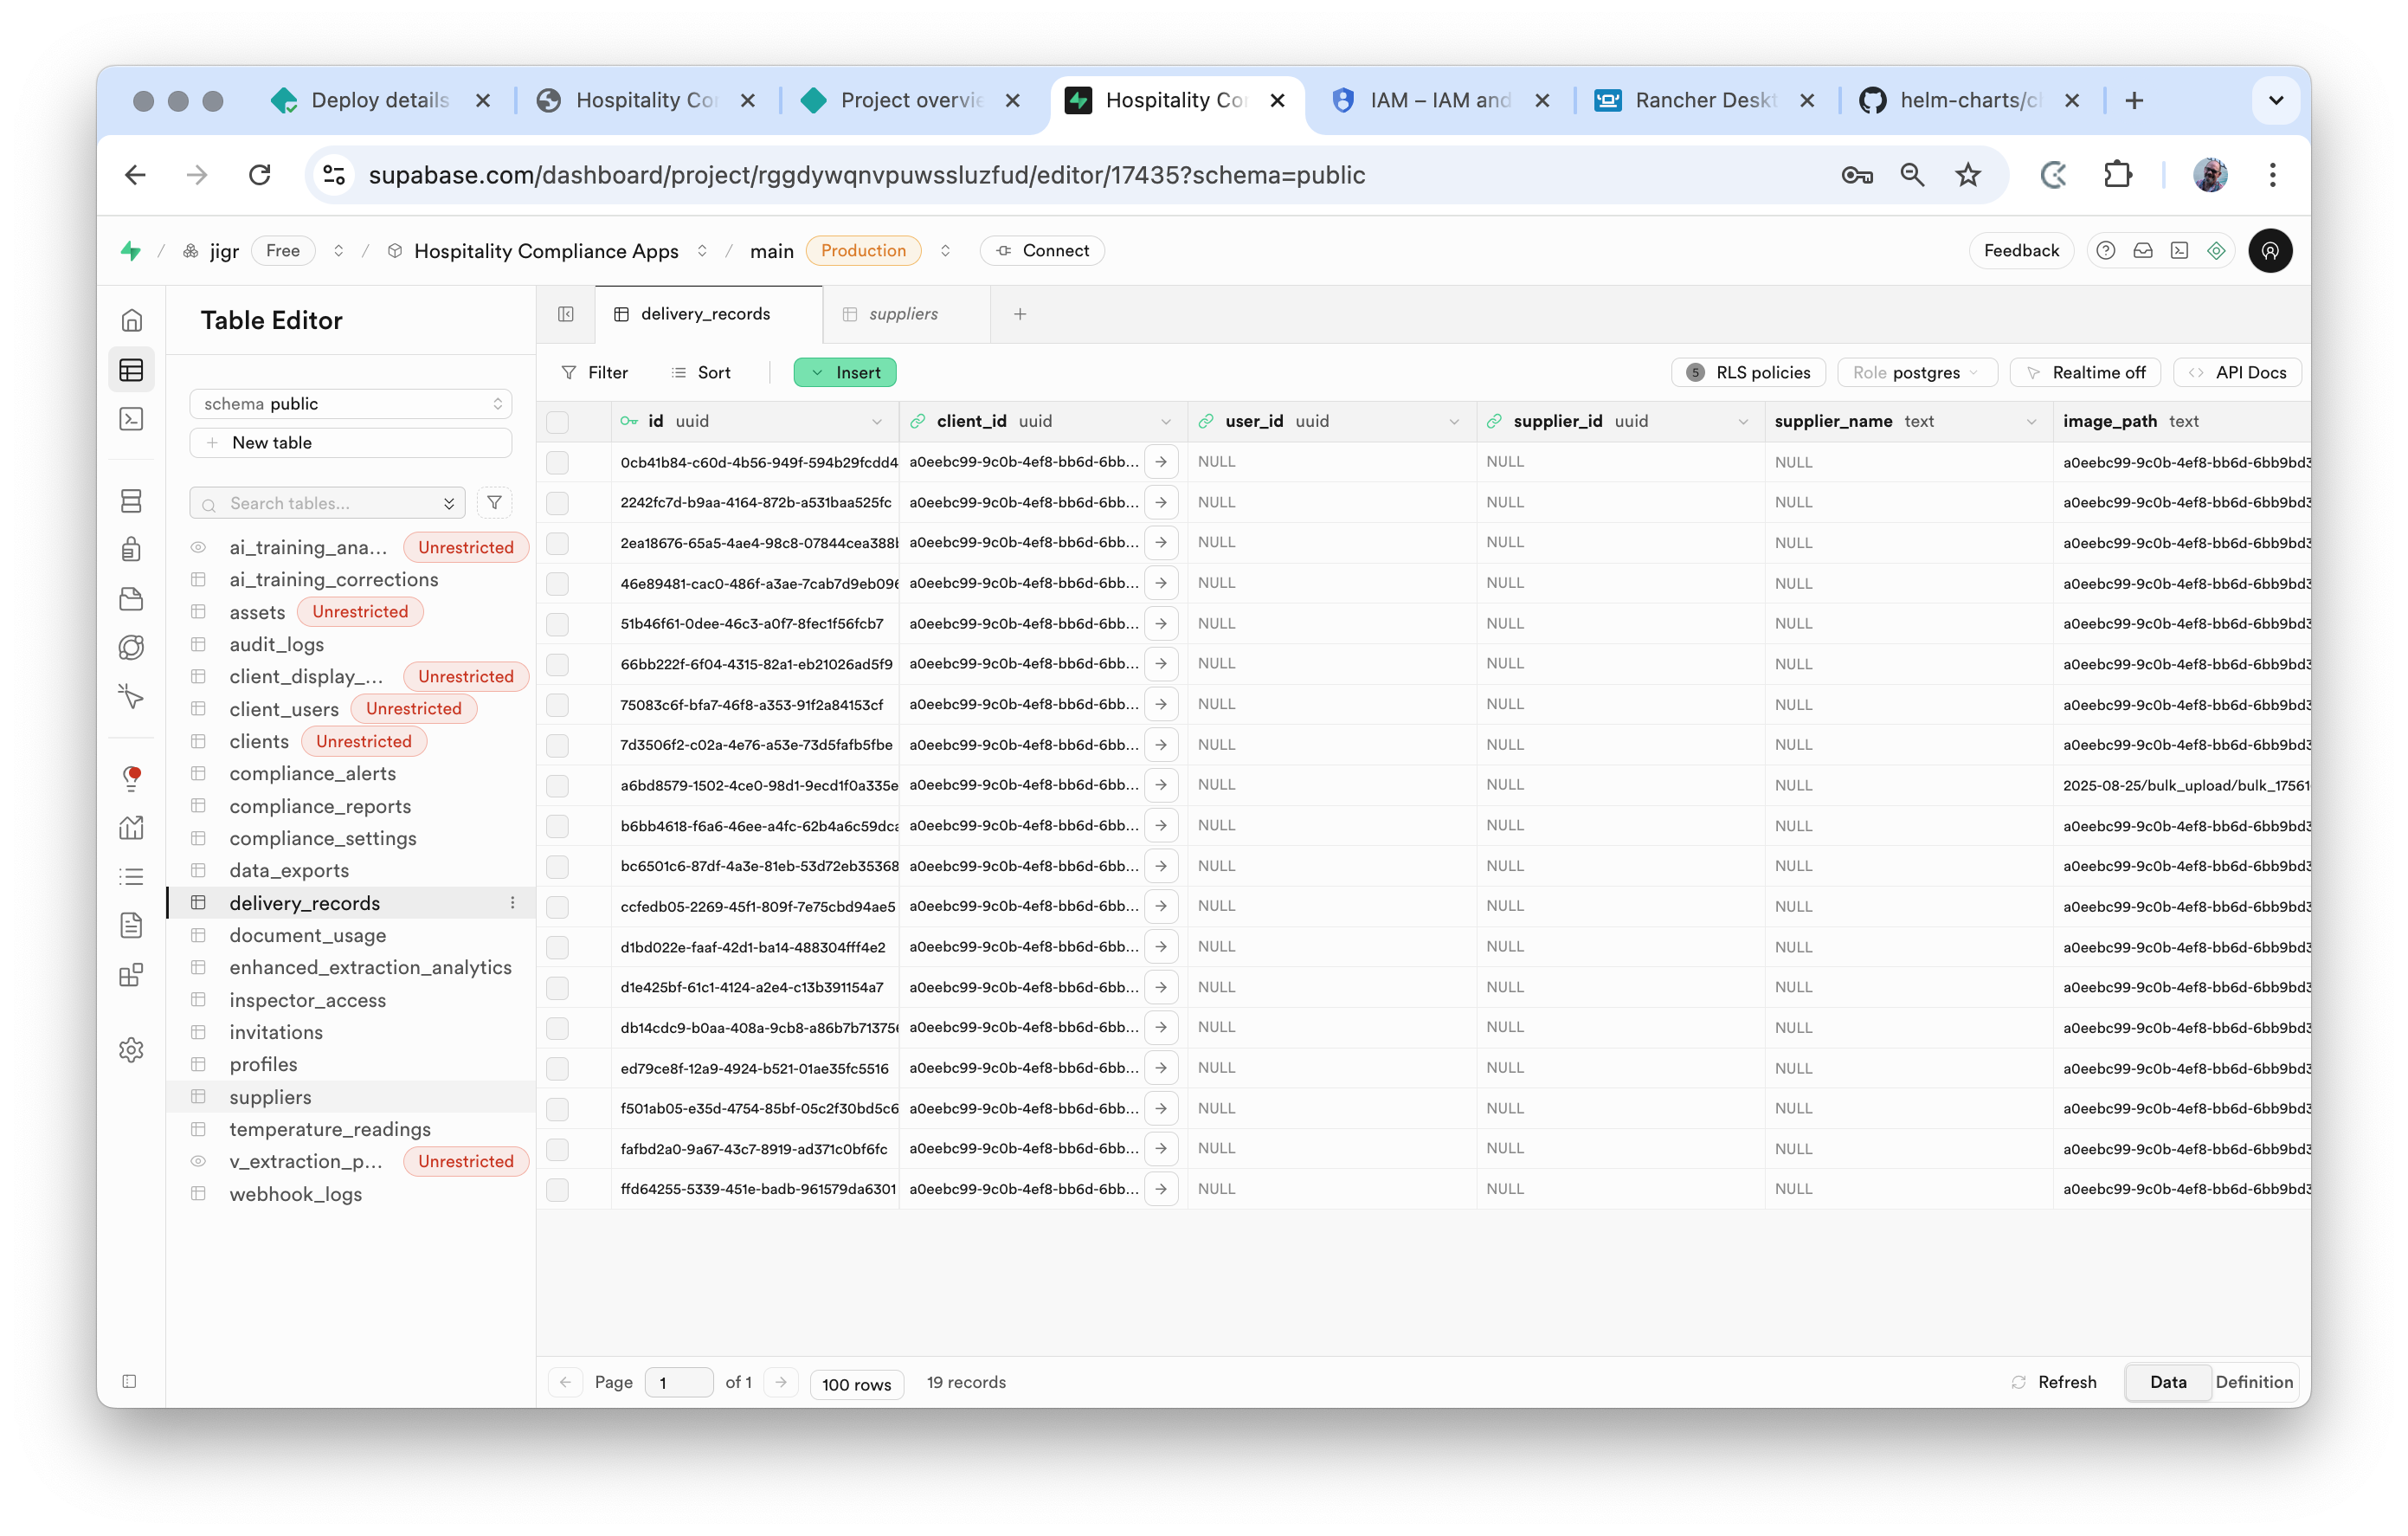 Deploy details
Hospitality Co
Project overvie
Hospitality Co
IAM – IAM and
Rancher Deskt
helm-charts/c
supabase.com/dashboard/project/rggdywqnvpuwssluzfud/editor/17435?schema=public
jigr Free / Hospitality Compliance Apps / main Production Connect Feedback
Table Editor
delivery_records
suppliers
schema public
New table
Search tables...
ai_training_ana... Unrestricted
ai_training_corrections
assets Unrestricted
audit_logs
client_display_... Unrestricted
client_users Unrestricted
clients Unrestricted
compliance_alerts
compliance_reports
compliance_settings
data_exports
delivery_records
document_usage
enhanced_extraction_analytics
inspector_access
invitations
profiles
suppliers
temperature_readings
v_extraction_p... Unrestricted
webhook_logs
Filter Sort Insert 5 RLS policies Role postgres Realtime off API Docs
id uuid client_id uuid user_id uuid supplier_id uuid supplier_name text image_path text
0cb41b84-c60d-4b56-949f-594b29fcdd4 a0eebc99-9c0b-4ef8-bb6d-6bb... NULL NULL NULL a0eebc99-9c0b-4ef8-bb6d-6bb9bd3
2242fc7d-b9aa-4164-872b-a531baa525fc a0eebc99-9c0b-4ef8-bb6d-6bb... NULL NULL NULL a0eebc99-9c0b-4ef8-bb6d-6bb9bd3
2ea18676-65a5-4ae4-98c8-07844cea388b a0eebc99-9c0b-4ef8-bb6d-6bb... NULL NULL NULL a0eebc99-9c0b-4ef8-bb6d-6bb9bd3
46e89481-cac0-486f-a3ae-7cab7d9eb096 a0eebc99-9c0b-4ef8-bb6d-6bb... NULL NULL NULL a0eebc99-9c0b-4ef8-bb6d-6bb9bd3
51b46f61-0dee-46c3-a0f7-8fec1f56fcb7 a0eebc99-9c0b-4ef8-bb6d-6bb... NULL NULL NULL a0eebc99-9c0b-4ef8-bb6d-6bb9bd3
66bb222f-6f04-4315-82a1-eb21026ad5f9 a0eebc99-9c0b-4ef8-bb6d-6bb... NULL NULL NULL a0eebc99-9c0b-4ef8-bb6d-6bb9bd3
75083c6f-bfa7-46f8-a353-91f2a84153cf a0eebc99-9c0b-4ef8-bb6d-6bb... NULL NULL NULL a0eebc99-9c0b-4ef8-bb6d-6bb9bd3
7d3506f2-c02a-4e76-a53e-73d5fafb5fbe a0eebc99-9c0b-4ef8-bb6d-6bb... NULL NULL NULL a0eebc99-9c0b-4ef8-bb6d-6bb9bd3
a6bd8579-1502-4ce0-98d1-9ecd1f0a335e a0eebc99-9c0b-4ef8-bb6d-6bb... NULL NULL NULL 2025-08-25/bulk_upload/bulk_17561
b6bb4618-f6a6-46ee-a4fc-62b4a6c59dca a0eebc99-9c0b-4ef8-bb6d-6bb... NULL NULL NULL a0eebc99-9c0b-4ef8-bb6d-6bb9bd3
bc6501c6-87df-4a3e-81eb-53d72eb35368 a0eebc99-9c0b-4ef8-bb6d-6bb... NULL NULL NULL a0eebc99-9c0b-4ef8-bb6d-6bb9bd3
ccfedb05-2269-45f1-809f-7e75cbd94ae5 a0eebc99-9c0b-4ef8-bb6d-6bb... NULL NULL NULL a0eebc99-9c0b-4ef8-bb6d-6bb9bd3
d1bd022e-faaf-42d1-ba14-488304fff4e2 a0eebc99-9c0b-4ef8-bb6d-6bb... NULL NULL NULL a0eebc99-9c0b-4ef8-bb6d-6bb9bd3
d1e425bf-61c1-4124-a2e4-c13b391154a7 a0eebc99-9c0b-4ef8-bb6d-6bb... NULL NULL NULL a0eebc99-9c0b-4ef8-bb6d-6bb9bd3
db14cdc9-b0aa-408a-9cb8-a86b7b713756 a0eebc99-9c0b-4ef8-bb6d-6bb... NULL NULL NULL a0eebc99-9c0b-4ef8-bb6d-6bb9bd3
ed79ce8f-12a9-4924-b521-01ae35fc5516 a0eebc99-9c0b-4ef8-bb6d-6bb... NULL NULL NULL a0eebc99-9c0b-4ef8-bb6d-6bb9bd3
f501ab05-e35d-4754-85bf-05c2f30bd5c6 a0eebc99-9c0b-4ef8-bb6d-6bb... NULL NULL NULL a0eebc99-9c0b-4ef8-bb6d-6bb9bd3
fafbd2a0-9a67-43c7-8919-ad371c0bf6fc a0eebc99-9c0b-4ef8-bb6d-6bb... NULL NULL NULL a0eebc99-9c0b-4ef8-bb6d-6bb9bd3
ffd64255-5339-451e-badb-961579da6301 a0eebc99-9c0b-4ef8-bb6d-6bb... NULL NULL NULL a0eebc99-9c0b-4ef8-bb6d-6bb9bd3
Page 1 of 1 100 rows 19 records Refresh Data Definition